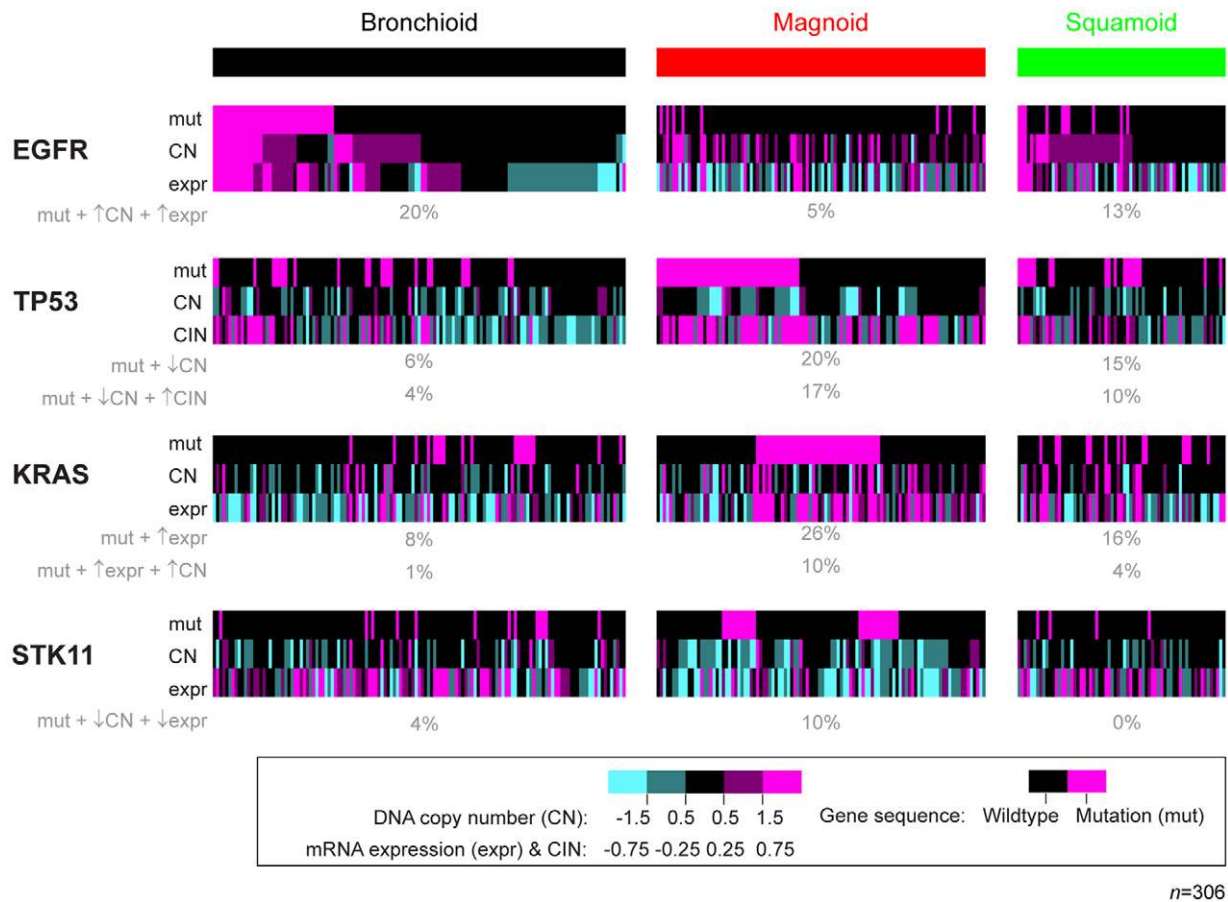 Bronchioid Magnoid Squamoid
mut
EGFR CN
expr
mut + ↑CN + ↑expr 20% 5% 13%
mut
TP53 CN
CIN
mut + ↓CN 6% 20% 15%
mut + ↓CN + ↑CIN 4% 17% 10%
mut
KRAS CN
expr
mut + ↑expr 8% 26% 16%
mut + ↑expr + ↑CN 1% 10% 4%
mut
STK11 CN
expr
mut + ↓CN + ↓expr 4% 10% 0%
DNA copy number (CN): -1.5 0.5 0.5 1.5 Gene sequence: Wildtype Mutation (mut)
mRNA expression (expr) & CIN: -0.75 -0.25 0.25 0.75
n=306